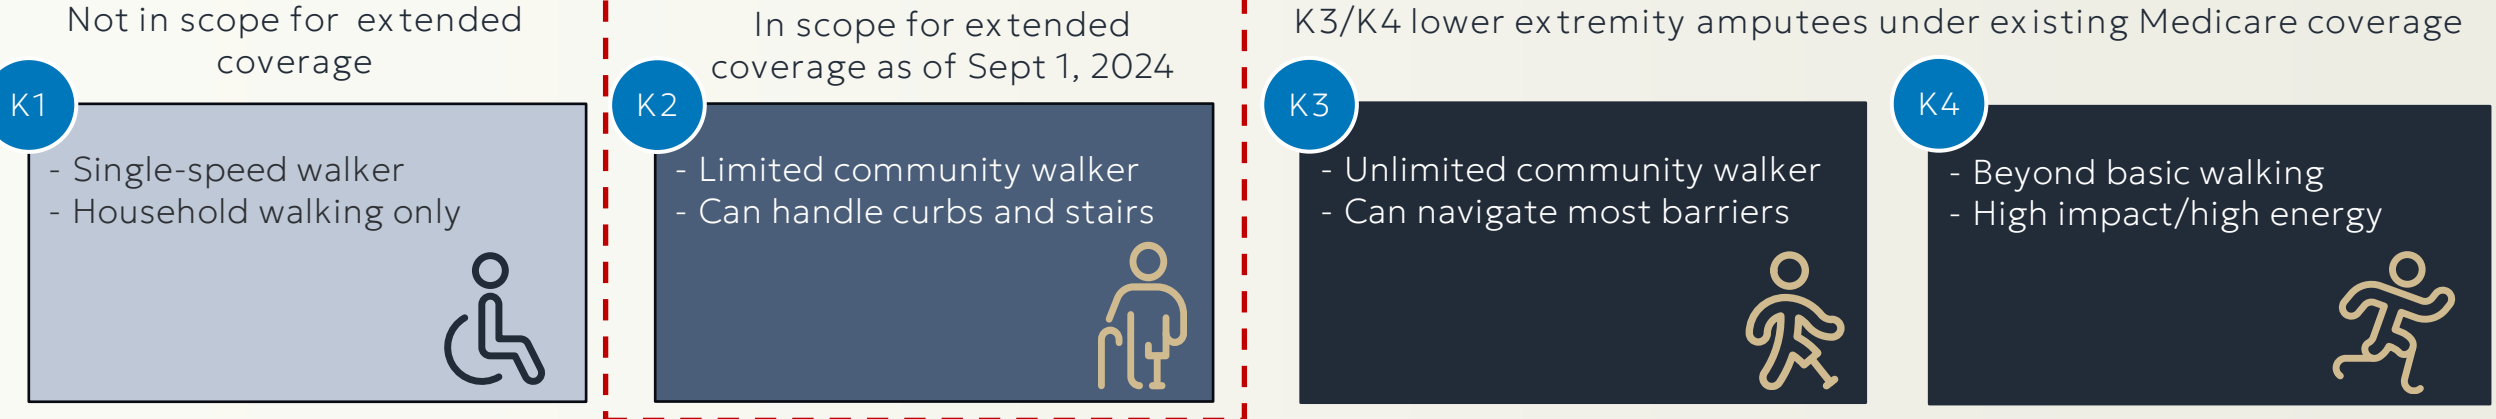 Not in scope for extended
coverage
K1
- Single-speed walker
- Household walking only
In scope for extended
coverage as of Sept 1, 2024
K2
- Limited community walker
- Can handle curbs and stairs
K3/K4 lower extremity amputees under existing Medicare coverage
K3
- Unlimited community walker
- Can navigate most barriers
K4
- Beyond basic walking
- High impact/high energy